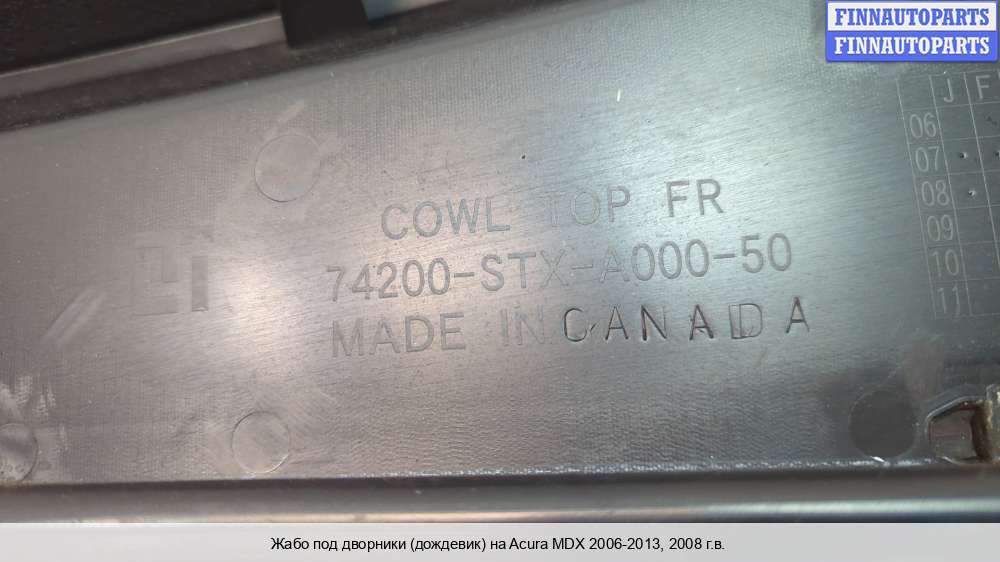 FINNAUTOPARTS
FINNAUTOPARTS
J F
06
07
08
09
10
11
COWL TOP FR
74200-STX-A000-50
MADE IN CANADA
Жабо под дворники (дождевик) на Acura MDX 2006-2013, 2008 г.в.